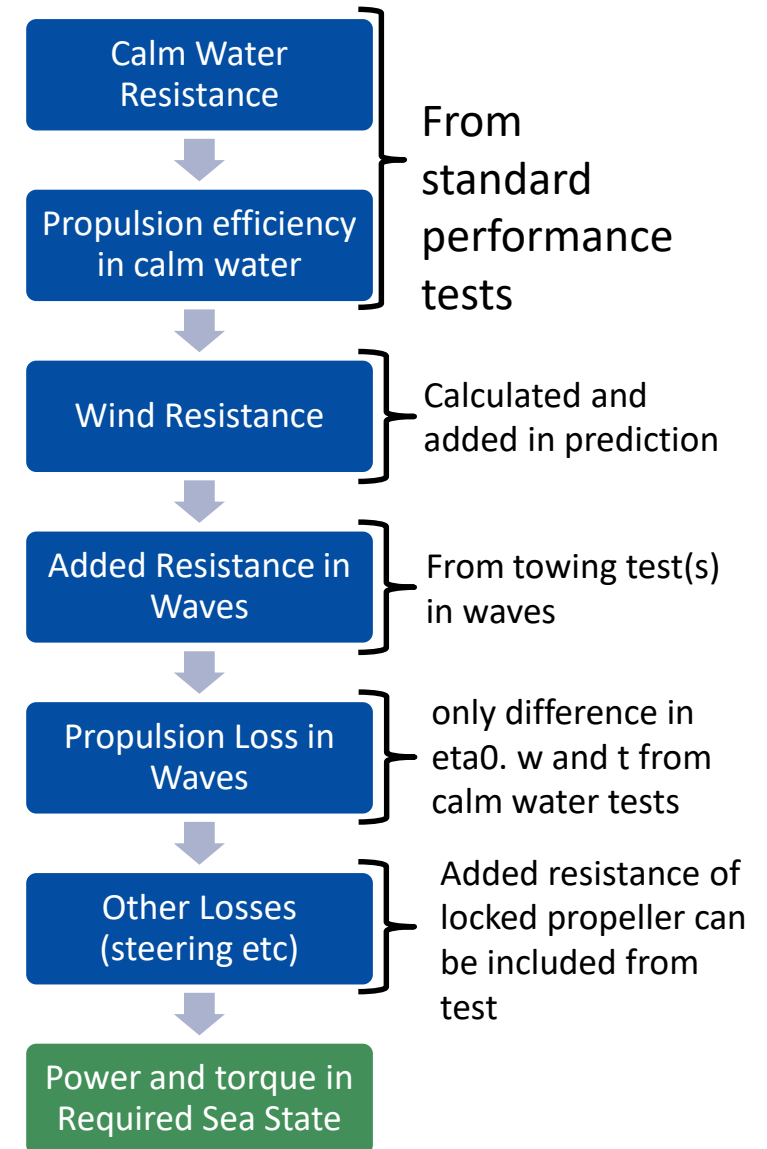 Calm Water
Resistance
From
standard
performance
tests
Propulsion efficiency
in calm water
Wind Resistance
Calculated and
added in prediction
Added Resistance in
Waves
From towing test(s)
in waves
Propulsion Loss in
Waves
only difference in
eta0. w and t from
calm water tests
Other Losses
(steering etc)
Added resistance of
locked propeller can
be included from
test
Power and torque in
Required Sea State